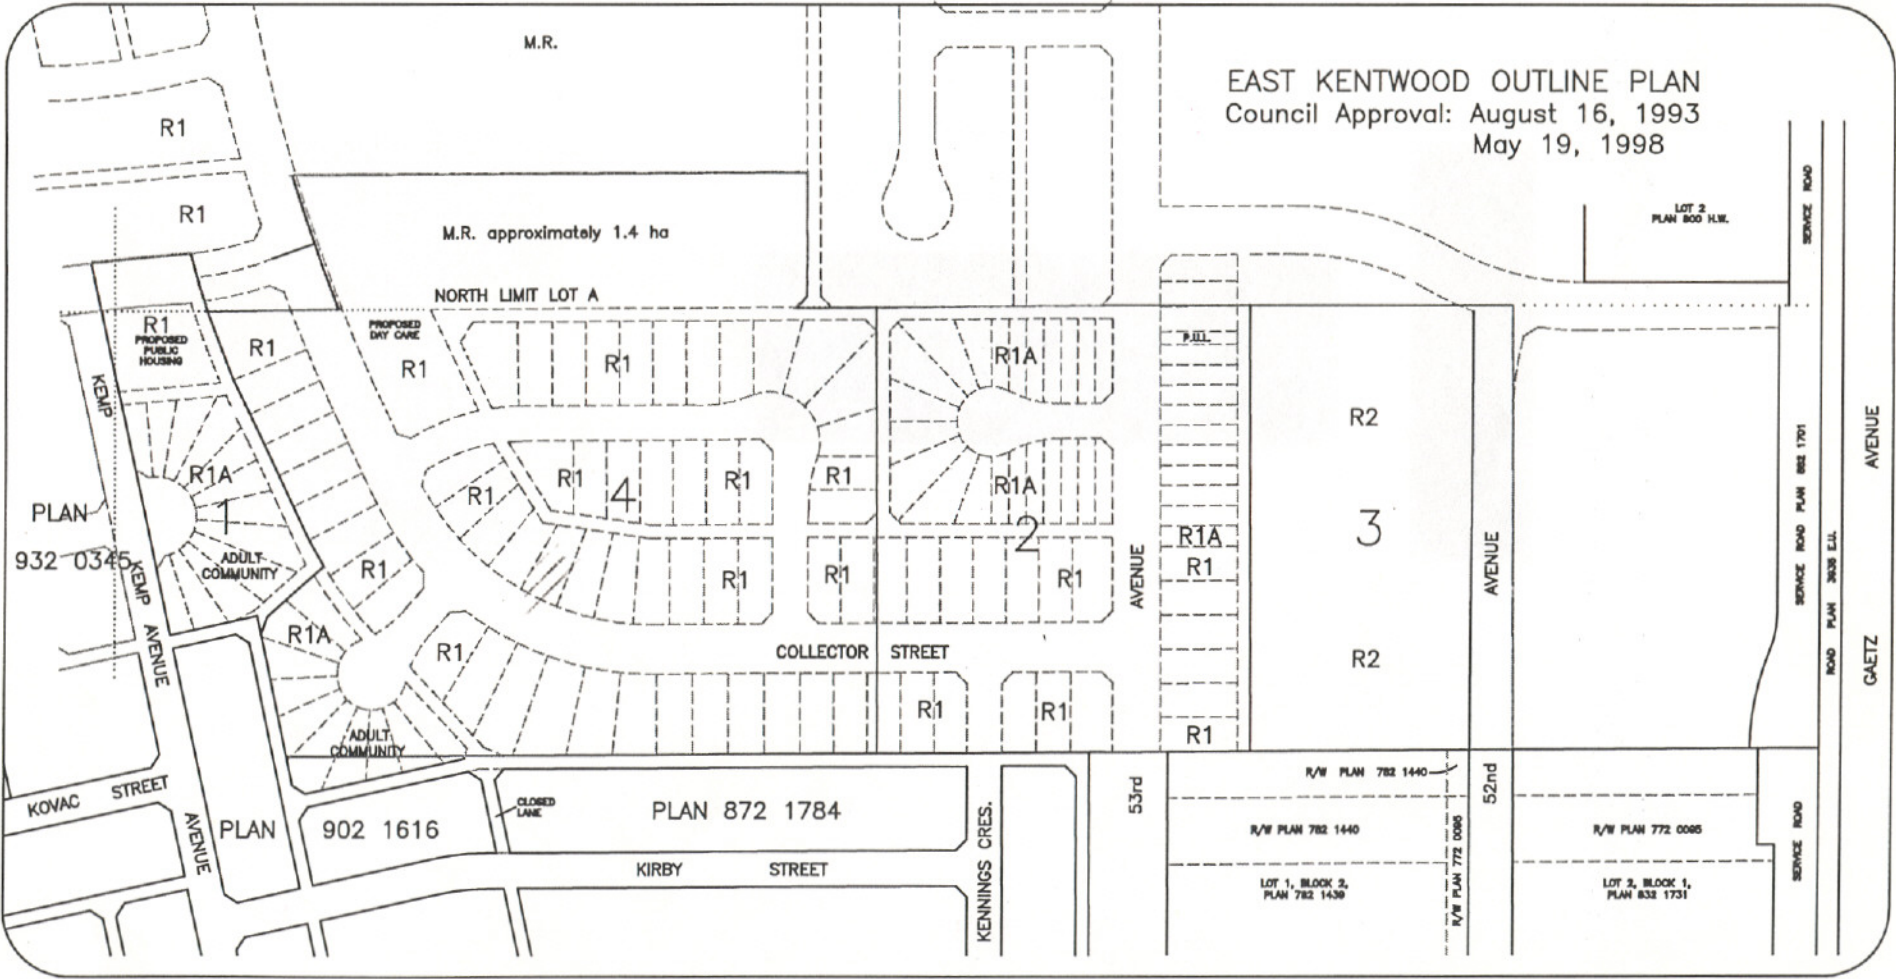 M.R.
EAST KENTWOOD OUTLINE PLAN
Council Approval: August 16, 1993
May 19, 1998
R1
R1
M.R. approximately 1.4 ha
LOT 2
PLAN 800 H.W.
SERVICE ROAD
NORTH LIMIT LOT A
R1
PROPOSED
PUBLIC
HOUSING
R1
PROPOSED
DAY CARE
R1
R1
R1A
P.U.L.
KEMP
R2
AVENUE
R1A
1
R1
R1
4
R1
R1
R1A
2
3
PLAN
932 0345
KEMP
AVENUE
ADULT
COMMUNITY
R1
R1
R1
R1
AVENUE
R1A
R1
AVENUE
SERVICE ROAD PLAN 882 1701
ROAD PLAN 3935 E.U.
GAETZ
R1A
R1
COLLECTOR STREET
R2
R1
R1
R1
ADULT
COMMUNITY
KOVAC STREET
AVENUE
PLAN
902 1616
CLOSED
LANE
PLAN 872 1784
KIRBY STREET
KENNINGS CRES.
53rd
R/W PLAN 782 1440
52nd
R/W PLAN 782 1440
R/W PLAN 772 0095
R/W PLAN 772 0095
SERVICE ROAD
LOT 1, BLOCK 2,
PLAN 782 1439
LOT 2, BLOCK 1,
PLAN 832 1731